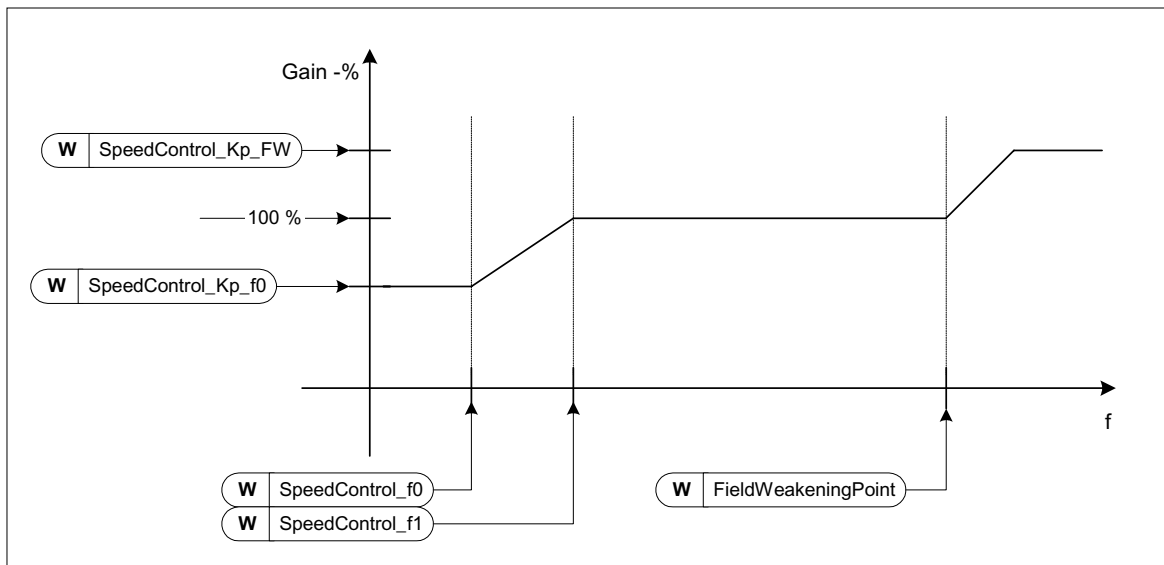 Gain -%
W SpeedControl_Kp_FW
100 %
W SpeedControl_Kp_f0
f
W SpeedControl_f0
W FieldWeakeningPoint
W SpeedControl_f1